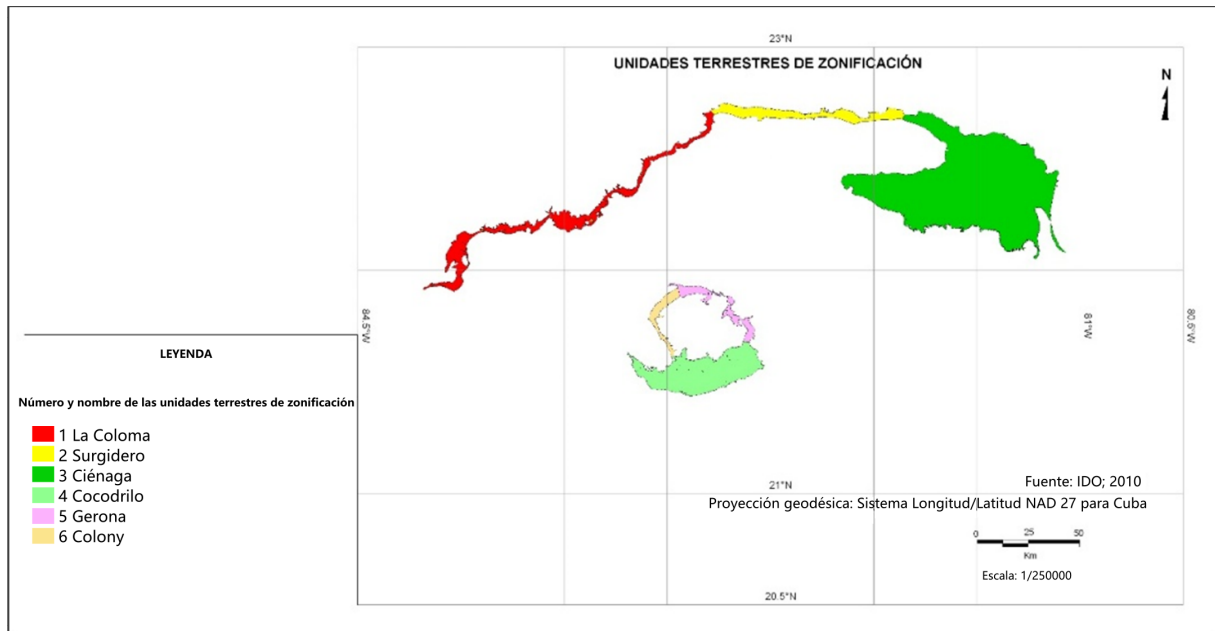 23°N
UNIDADES TERRESTRES DE ZONIFICACIÓN
N
84.5°W
81°W
80.5°W
LEYENDA
Número y nombre de las unidades terrestres de zonificación
1 La Coloma
2 Surgidero
3 Ciénaga
4 Cocodrilo
5 Gerona
6 Colony
Fuente: IDO; 2010
21°N
Proyección geodésica: Sistema Longitud/Latitud NAD 27 para Cuba
0 25 50
Km
Escala: 1/250000
20.5°N